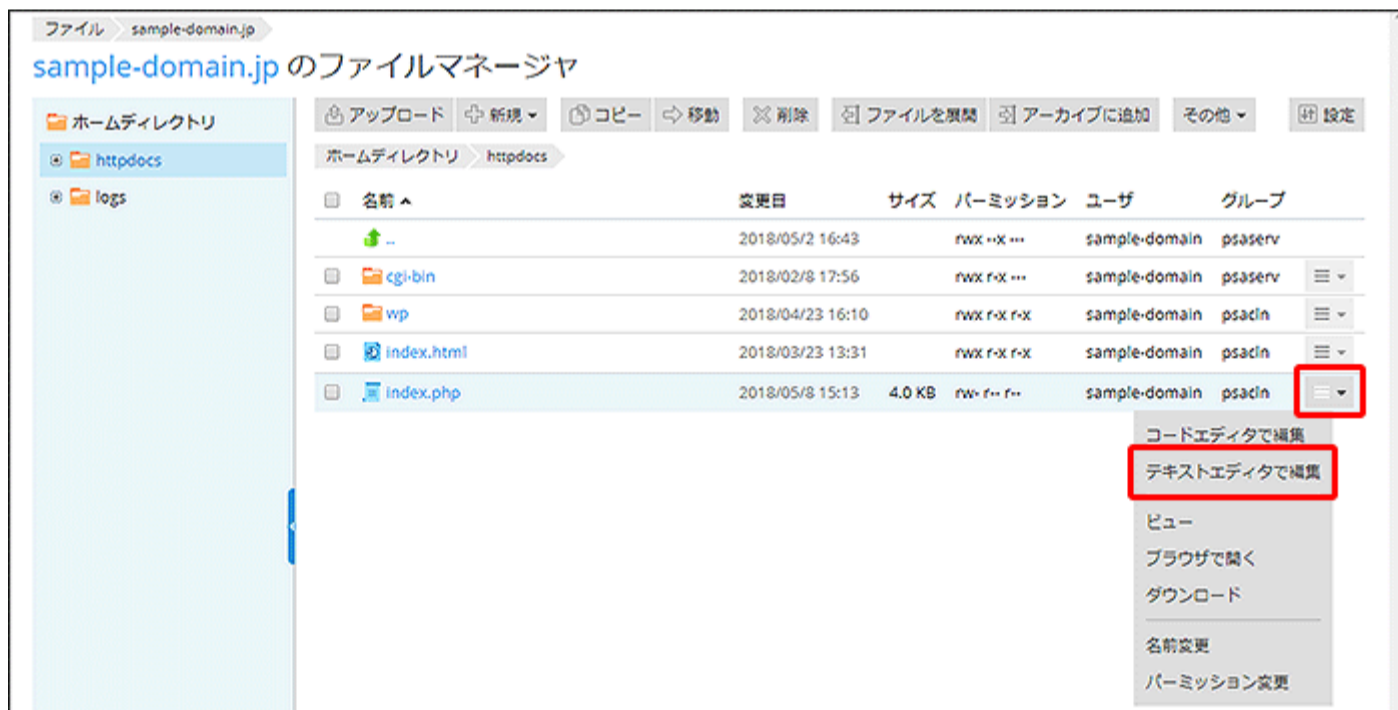 ファイル sample-domain.jp
sample-domain.jp のファイルマネージャ
ホームディレクトリ
httpdocs
logs
アップロード 新規 コピー 移動 削除 ファイルを展開 アーカイブに追加 その他 設定
ホームディレクトリ httpdocs
名前 変更日 サイズ パーミッション ユーザ グループ
.. 2018/05/2 16:43 rwx --x --- sample-domain psaserv
cgi-bin 2018/02/8 17:56 rwx r-x --- sample-domain psaserv
wp 2018/04/23 16:10 rwx r-x r-x sample-domain psacln
index.html 2018/03/23 13:31 rwx r-x r-x sample-domain psacln
index.php 2018/05/8 15:13 4.0 KB rw- r-- r-- sample-domain psacln
コードエディタで編集
テキストエディタで編集
ビュー
ブラウザで開く
ダウンロード
名前変更
パーミッション変更